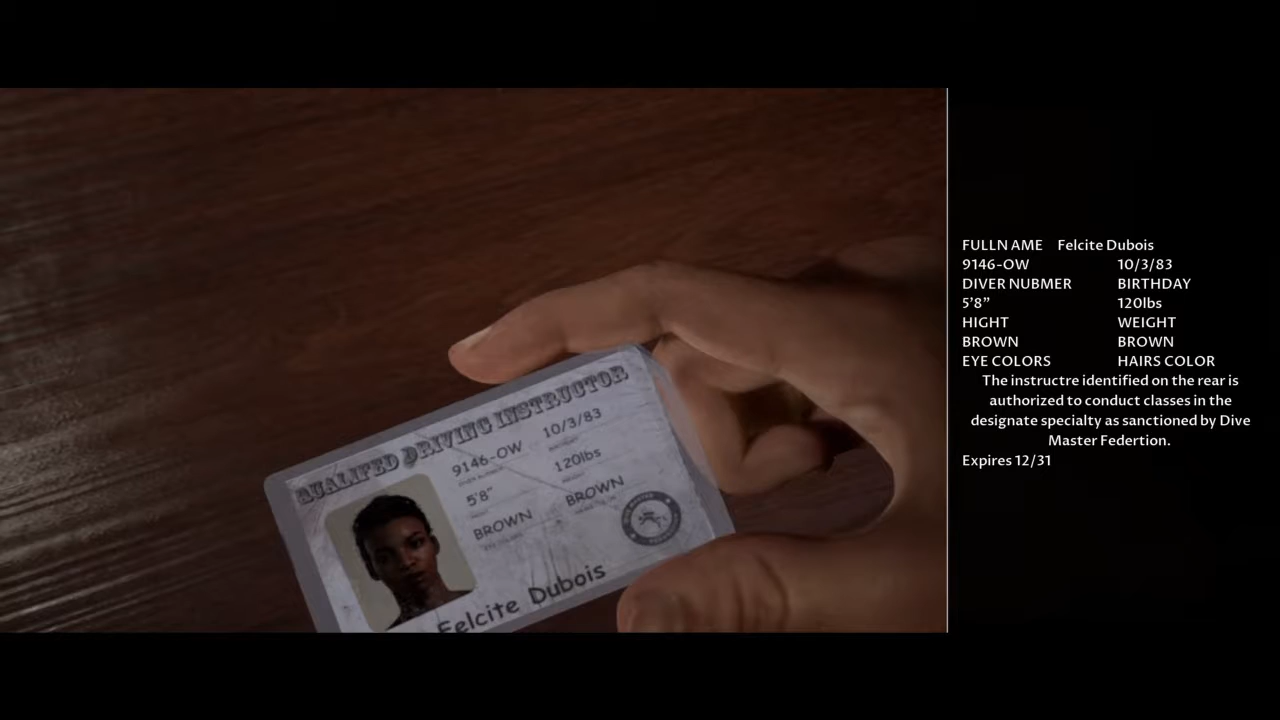 QUALIFED DRIVING INSTRUCTOR
9146-OW 10/3/83
5'8" 120lbs
BROWN BROWN
Felcite Dubois
FULLN AME Felcite Dubois
9146-OW 10/3/83
DIVER NUBMER BIRTHDAY
5'8” 120lbs
HIGHT WEIGHT
BROWN BROWN
EYE COLORS HAIRS COLOR
The instructre identified on the rear is
authorized to conduct classes in the
designate specialty as sanctioned by Dive
Master Federtion.
Expires 12/31